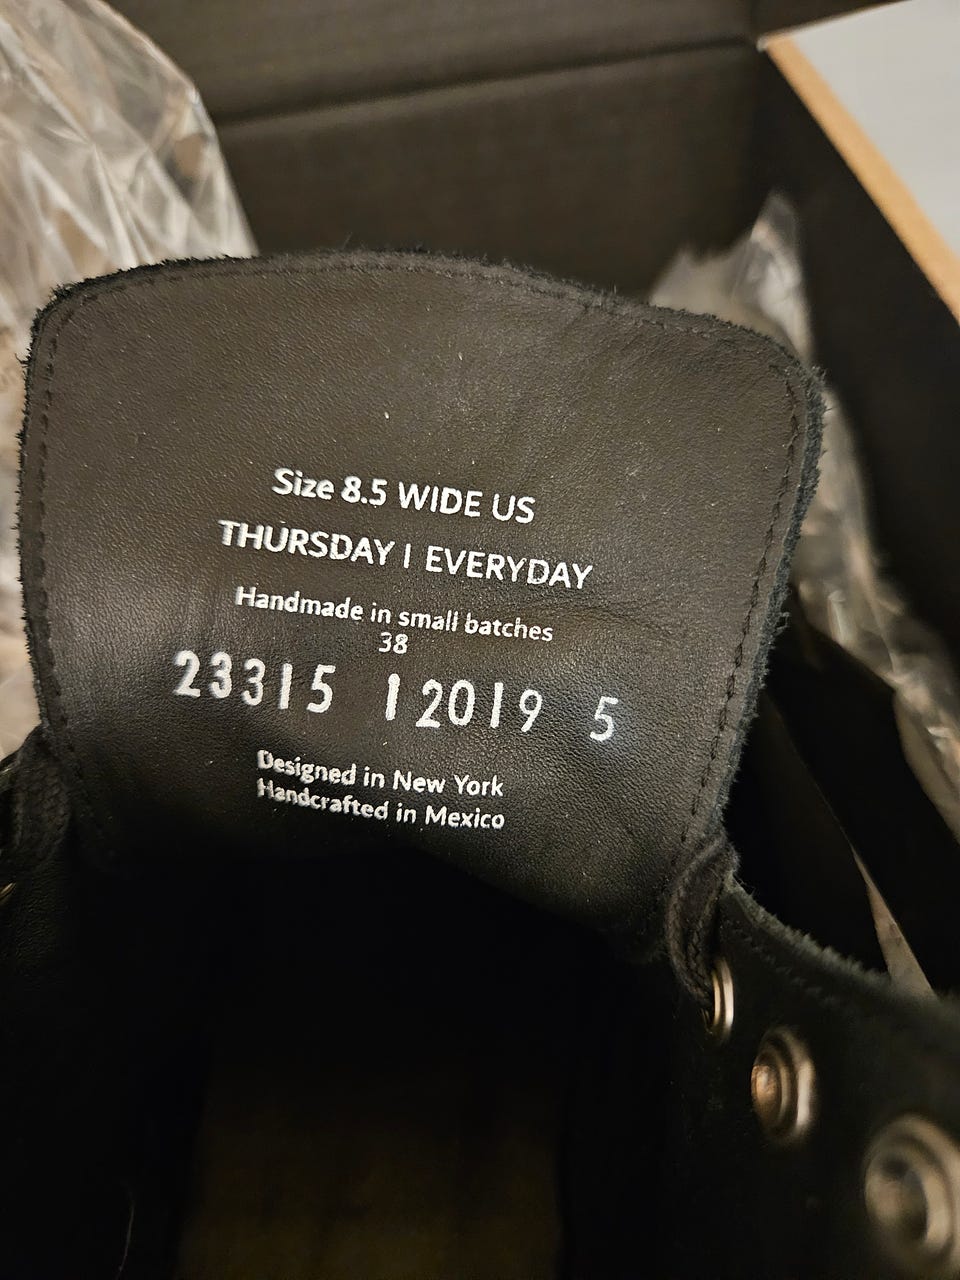 Size 8.5 WIDE US
THURSDAY | EVERYDAY
Handmade in small batches
38
23315 12019 5
Designed in New York
Handcrafted in Mexico